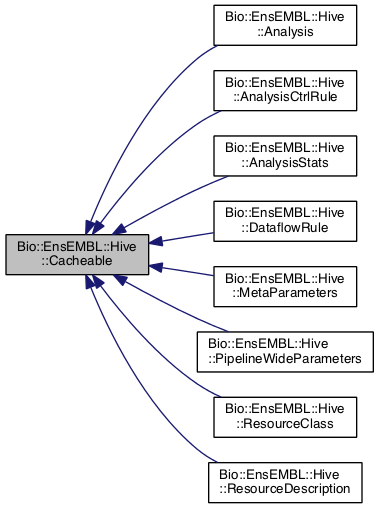 Bio::EnsEMBL::Hive
::Analysis
Bio::EnsEMBL::Hive
::AnalysisCtrlRule
Bio::EnsEMBL::Hive
::AnalysisStats
Bio::EnsEMBL::Hive
::DataflowRule
Bio::EnsEMBL::Hive
::Cacheable
Bio::EnsEMBL::Hive
::MetaParameters
Bio::EnsEMBL::Hive
::PipelineWideParameters
Bio::EnsEMBL::Hive
::ResourceClass
Bio::EnsEMBL::Hive
::ResourceDescription